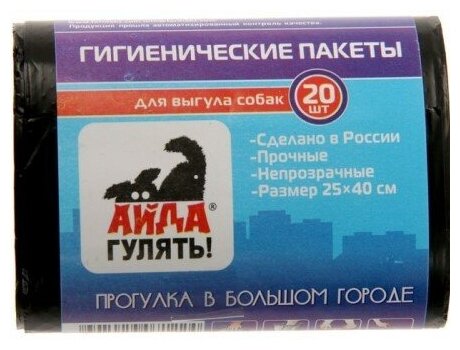 Продукция прошла автоматизированный контроль качества.
ГИГИЕНИЧЕСКИЕ ПАКЕТЫ
ДЛЯ ВЫГУЛА СОБАК 20 ШТ
-Сделано в России
-Прочные
-Непрозрачные
-Размер 25×40 см
АЙДА®
ГУЛЯТЬ!
ПРОГУЛКА В БОЛЬШОМ ГОРОДЕ